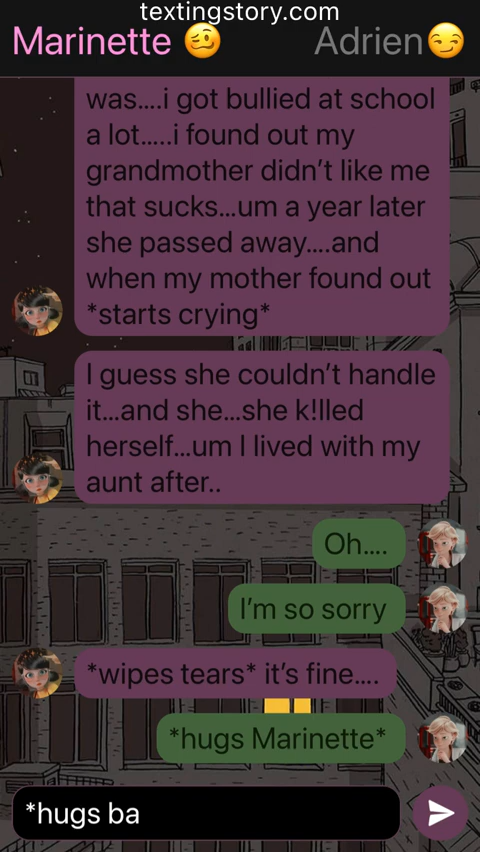 textingstory.com
Marinette 🥴 Adrien😏
was....i got bullied at school
a lot.....i found out my
grandmother didn't like me
that sucks...um a year later
she passed away....and
when my mother found out
*starts crying*
I guess she couldn't handle
it...and she...she k!lled
herself...um I lived with my
aunt after..
Oh....
I'm so sorry
*wipes tears* it's fine....
*hugs Marinette*
*hugs ba